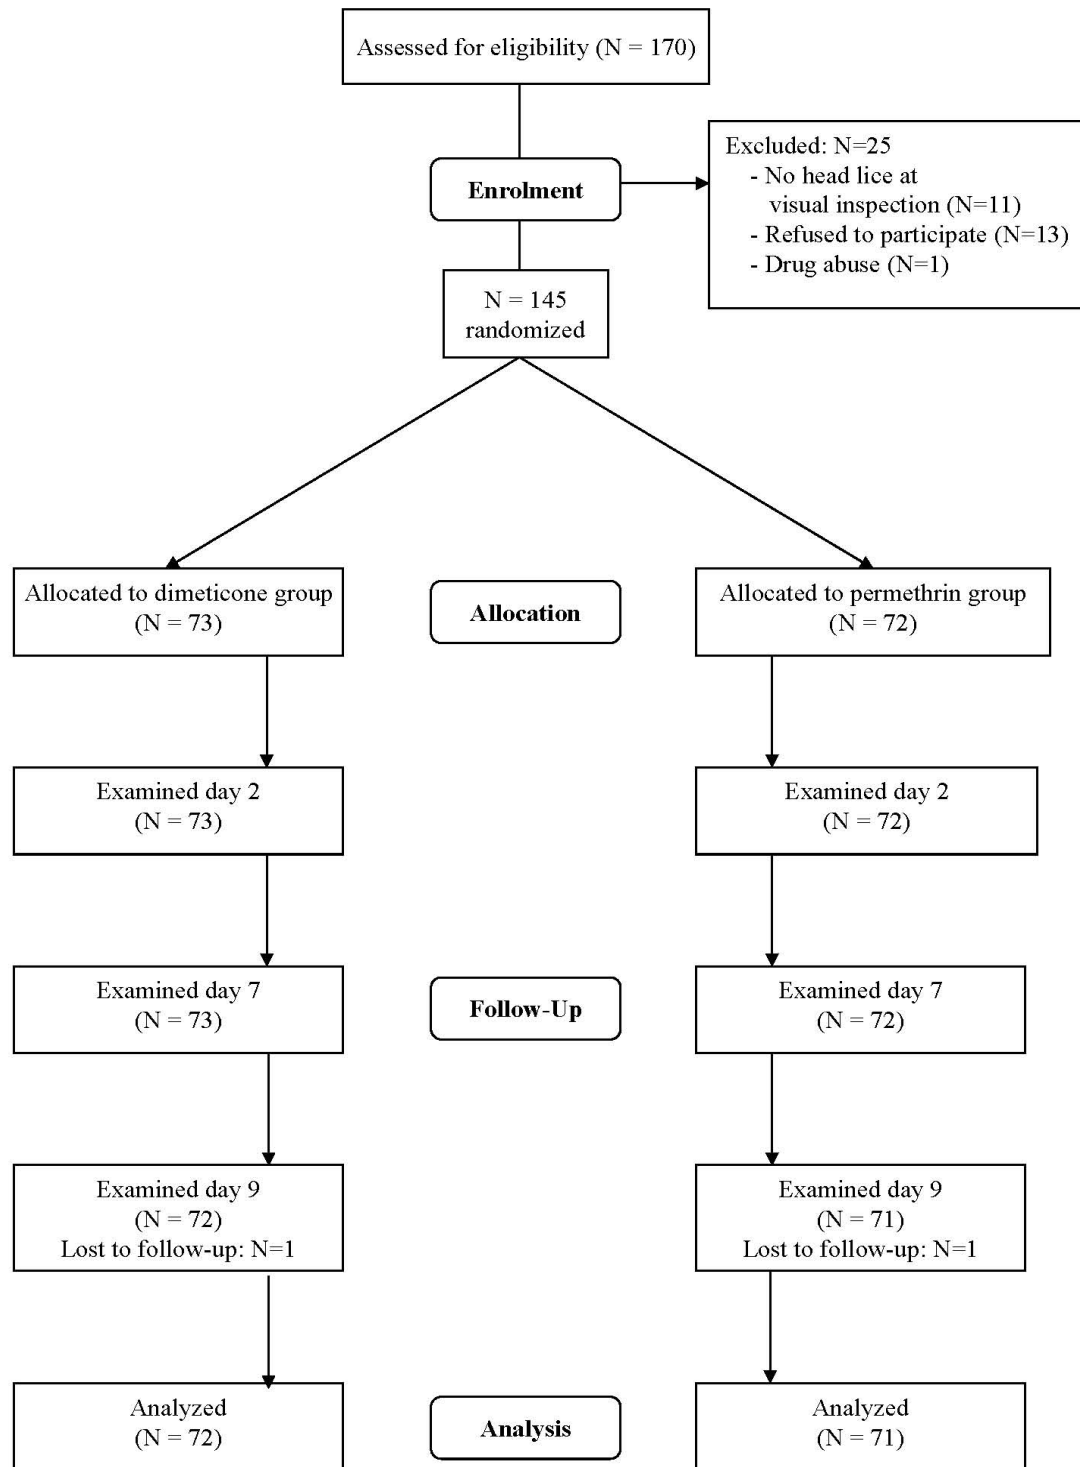 Assessed for eligibility (N = 170)
Enrolment
Excluded: N=25
- No head lice at
visual inspection (N=11)
- Refused to participate (N=13)
- Drug abuse (N=1)
N = 145
randomized
Allocated to dimeticone group
(N = 73)
Allocation
Allocated to permethrin group
(N = 72)
Examined day 2
(N = 73)
Examined day 2
(N = 72)
Examined day 7
(N = 73)
Follow-Up
Examined day 7
(N = 72)
Examined day 9
(N = 72)
Lost to follow-up: N=1
Examined day 9
(N = 71)
Lost to follow-up: N=1
Analyzed
(N = 72)
Analysis
Analyzed
(N = 71)